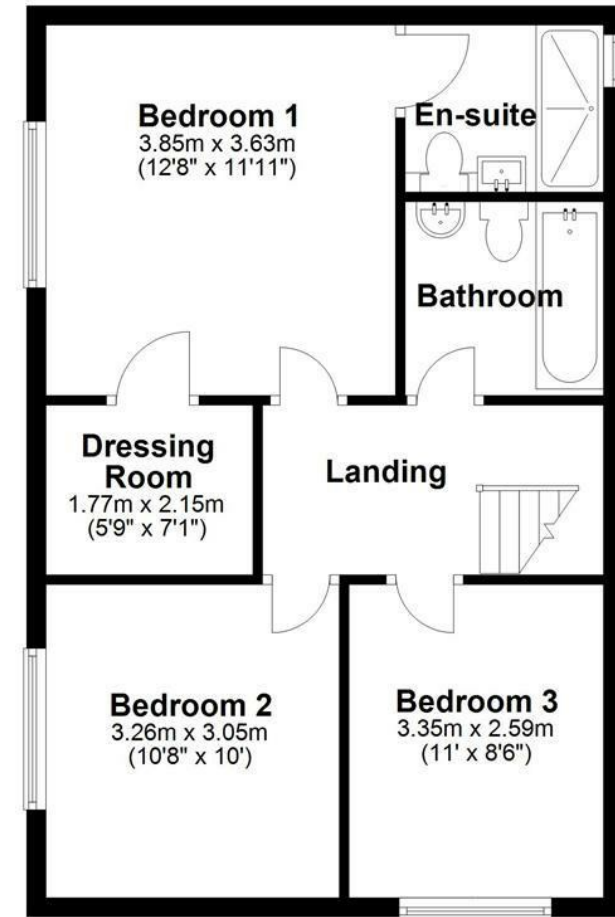 Bedroom 1
3.85m x 3.63m
(12'8" x 11'11")
En-suite
Bathroom
Dressing
Room
1.77m x 2.15m
(5'9" x 7'1")
Landing
Bedroom 2
3.26m x 3.05m
(10'8" x 10')
Bedroom 3
3.35m x 2.59m
(11' x 8'6")